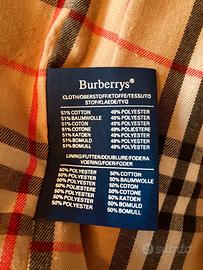 Burberrys®
CLOTH/OBERSTOFF/ETOFFE/TESSUTO
STOF/KLAEDE/TYG
51% COTTON 49% POLYESTER
51% BAUMWOLLE 49% POLYESTER
51% COTON 49% POLYESTER
51% COTONE 49% POLIESTERE
51% KATOEN 49% POLYESTER
51% BOMULD 49% POLYESTER
51% BOMULL 49% POLYESTER
LINING/FUTTER/DOUBLURE/FODERA
VOERING/FOER/FODER
50% POLYESTER 50% COTTON
50% POLYESTER 50% BAUMWOLLE
50% POLYESTER 50% COTON
50% POLIESTERE 50% COTONE
50% POLYESTER 50% KATOEN
50% POLYESTER 50% BOMULD
50% POLYESTER 50% BOMULL
subito